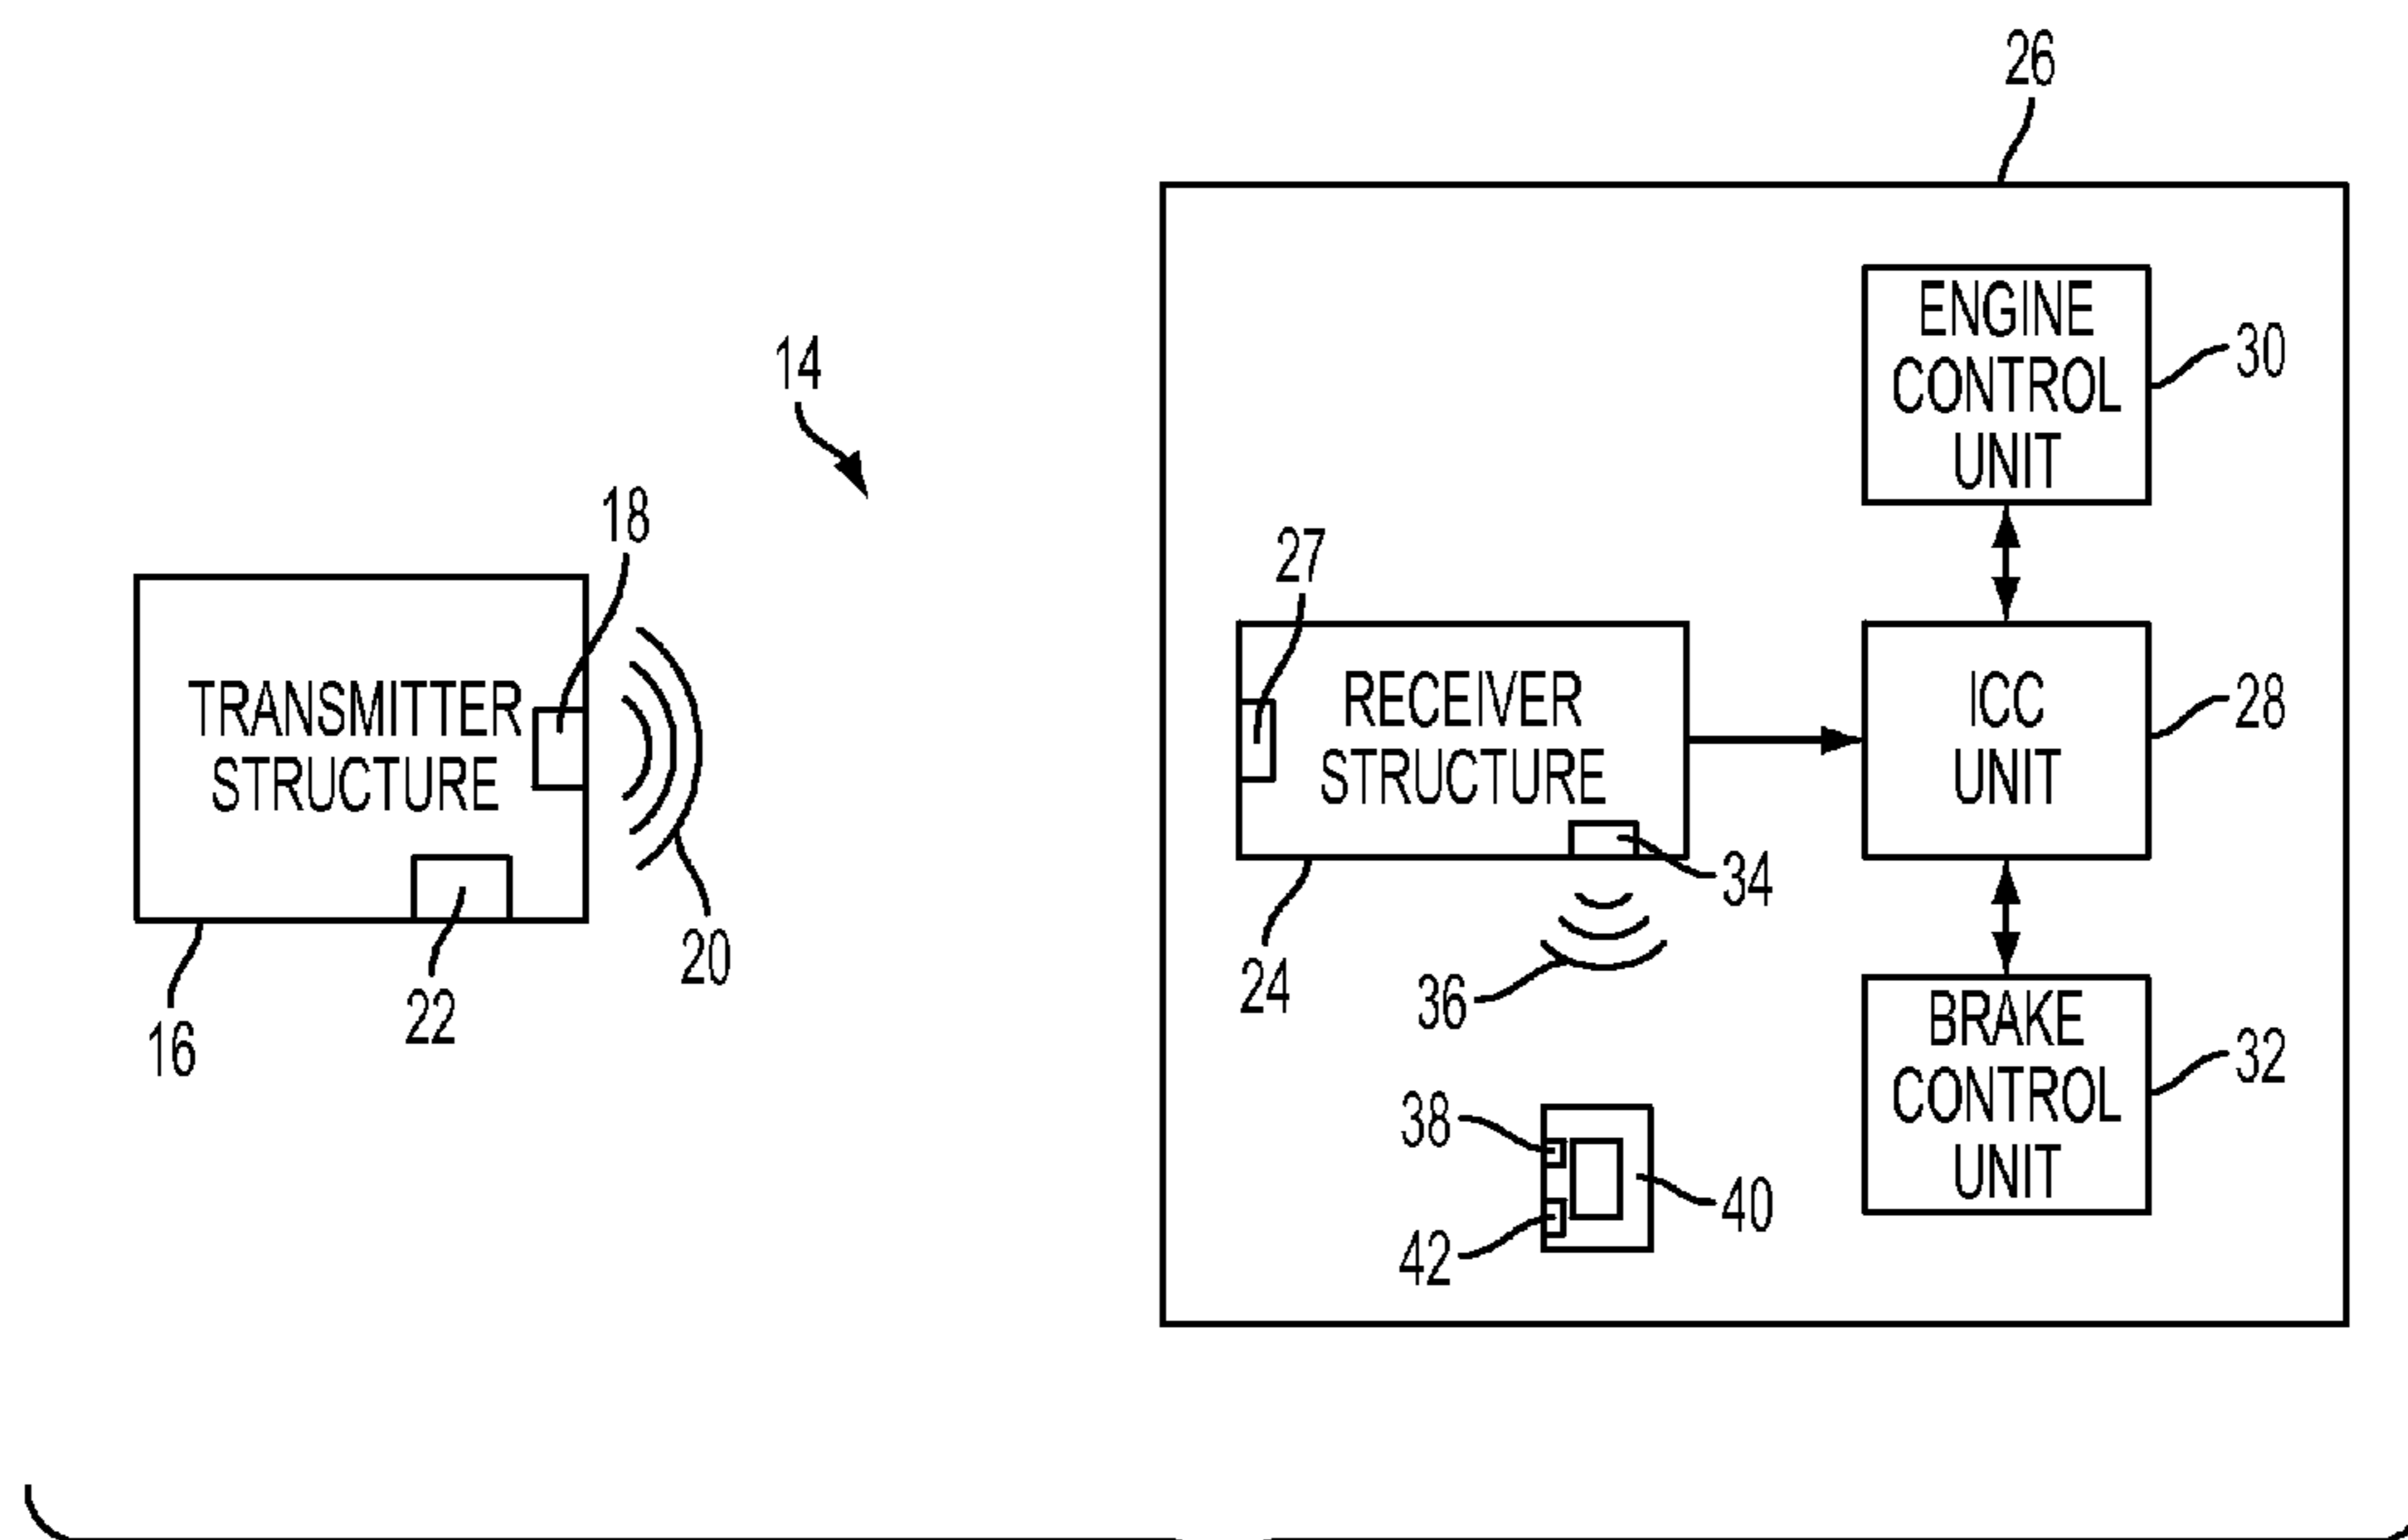 26
14
18
TRANSMITTER
STRUCTURE
22
16
20
27
RECEIVER
STRUCTURE
24
34
36
ENGINE
CONTROL
UNIT
30
ICC
UNIT
28
BRAKE
CONTROL
UNIT
32
38
42
40